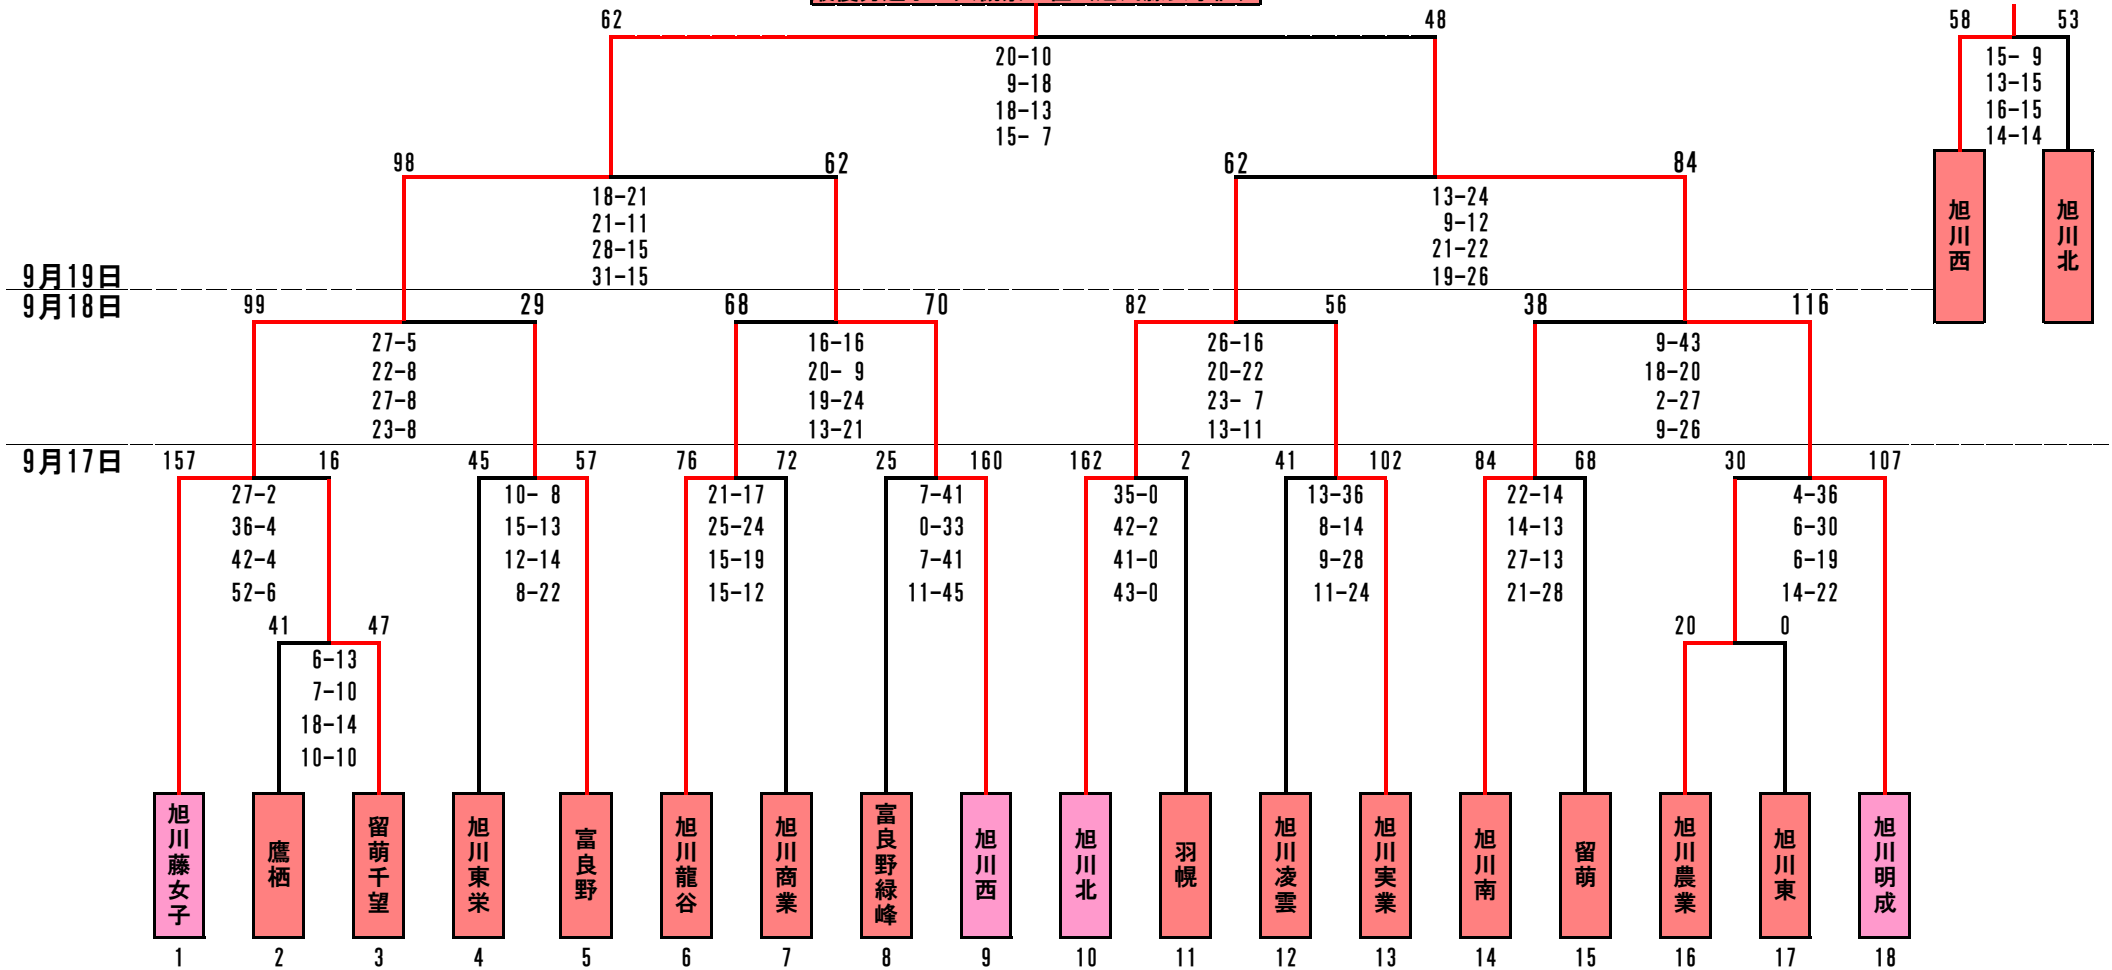 62 48 58 53
20-10 15- 9
9-18 13-15
18-13 16-15
15- 7 14-14
98 62 62 84
18-21 13-24
21-11 9-12
28-15 21-22
31-15 19-26
旭川西 旭川北
9月19日
9月18日
99 29 68 70 82 56 38 116
27-5 16-16 26-16 9-43
22-8 20- 9 20-22 18-20
27-8 19-24 23- 7 2-27
23-8 13-21 13-11 9-26
9月17日
157 16 45 57 76 72 25 160 162 2 41 102 84 68 30 107
27-2 10- 8 21-17 7-41 35-0 13-36 22-14 4-36
36-4 15-13 25-24 0-33 42-2 8-14 14-13 6-30
42-4 12-14 15-19 7-41 41-0 9-28 27-13 6-19
52-6 8-22 15-12 11-45 43-0 11-24 21-28 14-22
41 47 20 0
6-13
7-10
18-14
10-10
旭川藤女子 鷹栖 留萌千望 旭川東栄 富良野 旭川龍谷 旭川商業 富良野緑峰 旭川西 旭川北 羽幌 旭川凌雲 旭川実業 旭川南 留萌 旭川農業 旭川東 旭川明成
1 2 3 4 5 6 7 8 9 10 11 12 13 14 15 16 17 18